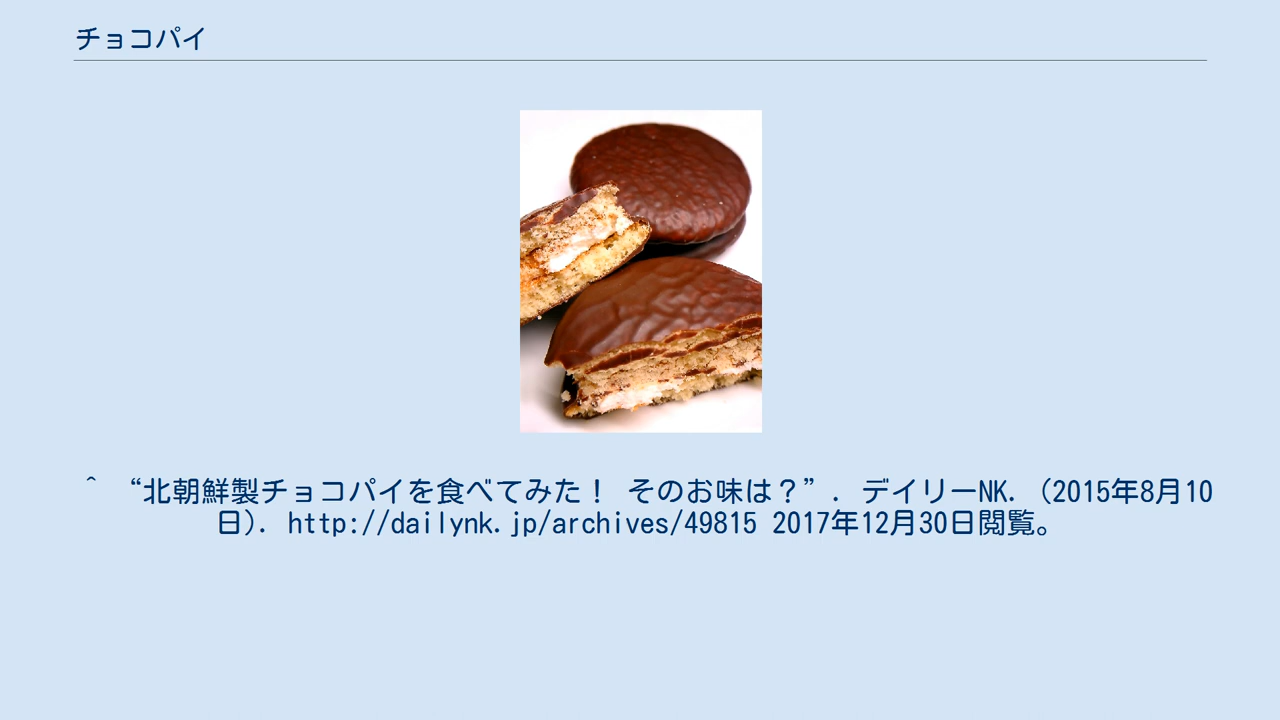 チョコパイ
^ “北朝鮮製チョコパイを食べてみた! そのお味は?”. デイリーNK. (2015年8月10
日). http://dailynk.jp/archives/49815 2017年12月30日閲覧。